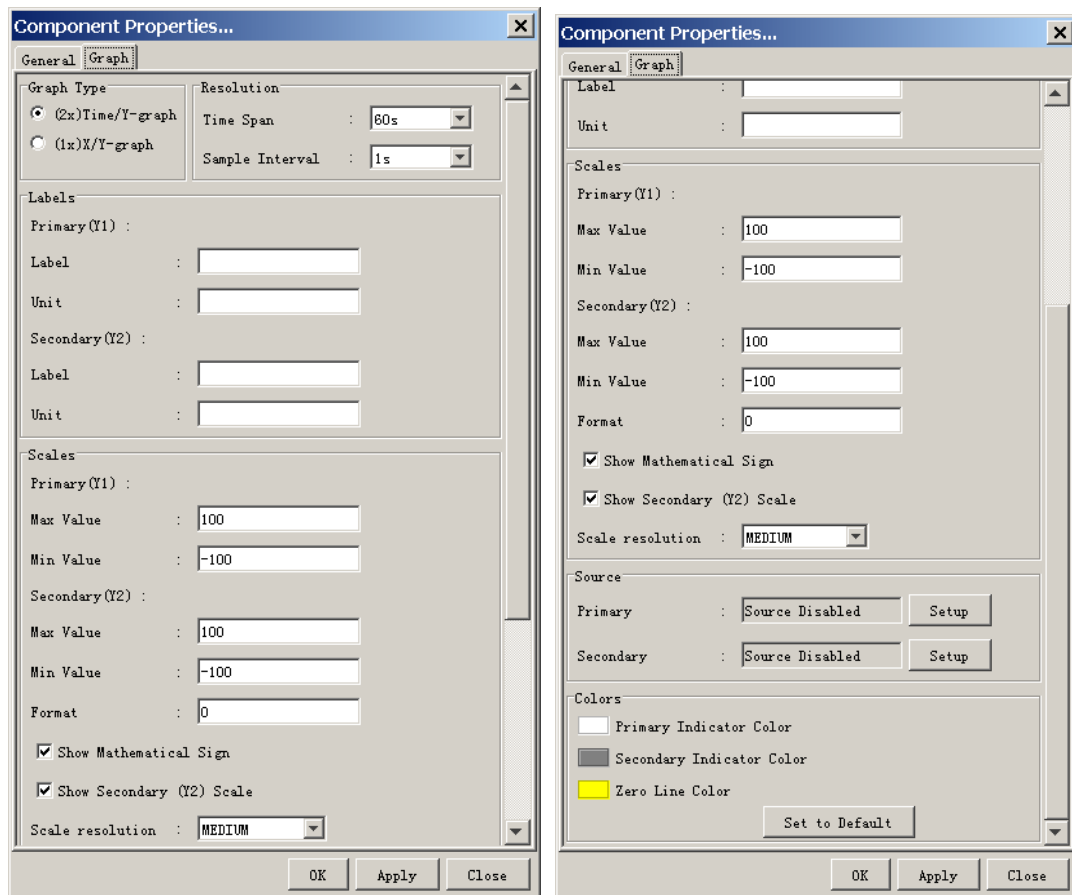 Component Properties...
General Graph
Graph Type
(2x)Time/Y-graph
(1x)X/Y-graph
Resolution
Time Span : 60s
Sample Interval : 1s
Labels
Primary(Y1) :
Label :
Unit :
Secondary(Y2) :
Label :
Unit :
Scales
Primary(Y1) :
Max Value : 100
Min Value : -100
Secondary(Y2) :
Max Value : 100
Min Value : -100
Format : 0
Show Mathematical Sign
Show Secondary (Y2) Scale
Scale resolution : MEDIUM
OK Apply Close
Component Properties...
General Graph
Label :
Unit :
Scales
Primary(Y1) :
Max Value : 100
Min Value : -100
Secondary(Y2) :
Max Value : 100
Min Value : -100
Format : 0
Show Mathematical Sign
Show Secondary (Y2) Scale
Scale resolution : MEDIUM
Source
Primary : Source Disabled Setup
Secondary : Source Disabled Setup
Colors
Primary Indicator Color
Secondary Indicator Color
Zero Line Color
Set to Default
OK Apply Close